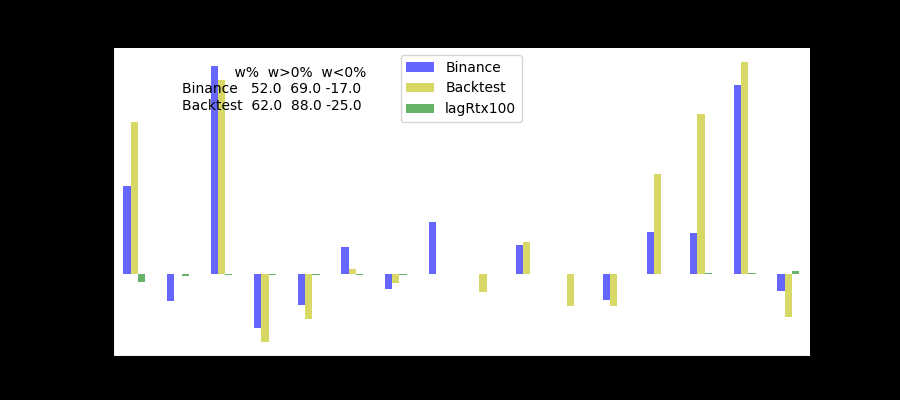 w% w>0% w<0%
Binance 52.0 69.0 -17.0
Backtest 62.0 88.0 -25.0
Binance
Backtest
lagRtx100